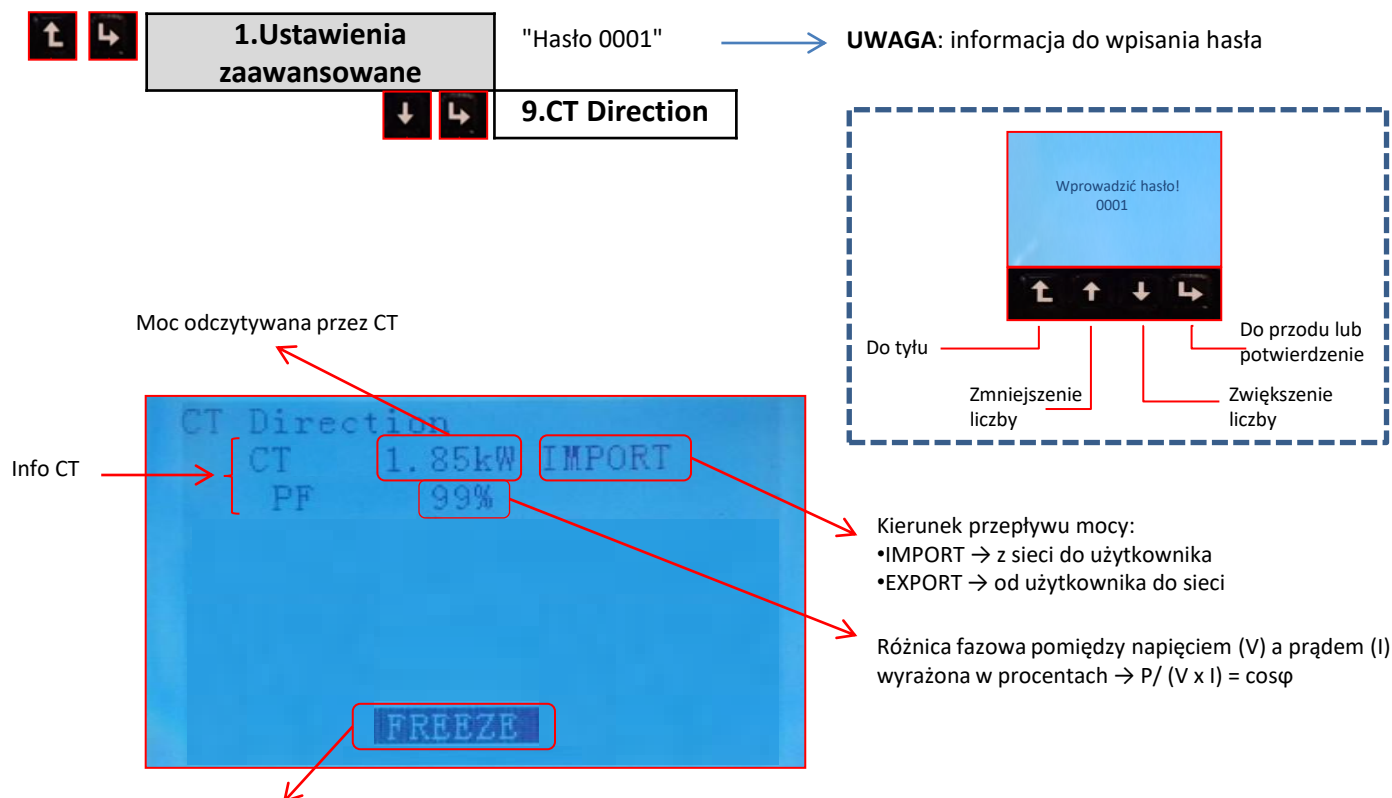 1.Ustawienia
zaawansowane
"Hasło 0001"
UWAGA: informacja do wpisania hasła
9.CT Direction
Wprowadzić hasło!
0001
Do tyłu
Do przodu lub
potwierdzenie
Zmniejszenie
liczby
Zwiększenie
liczby
Moc odczytywana przez CT
Info CT
CT Direction
CT 1.85kW IMPORT
PF 99%
FREEZE
Kierunek przepływu mocy:
•IMPORT → z sieci do użytkownika
•EXPORT → od użytkownika do sieci
Różnica fazowa pomiędzy napięciem (V) a prądem (I)
wyrażona w procentach → P/ (V x I) = cosφ